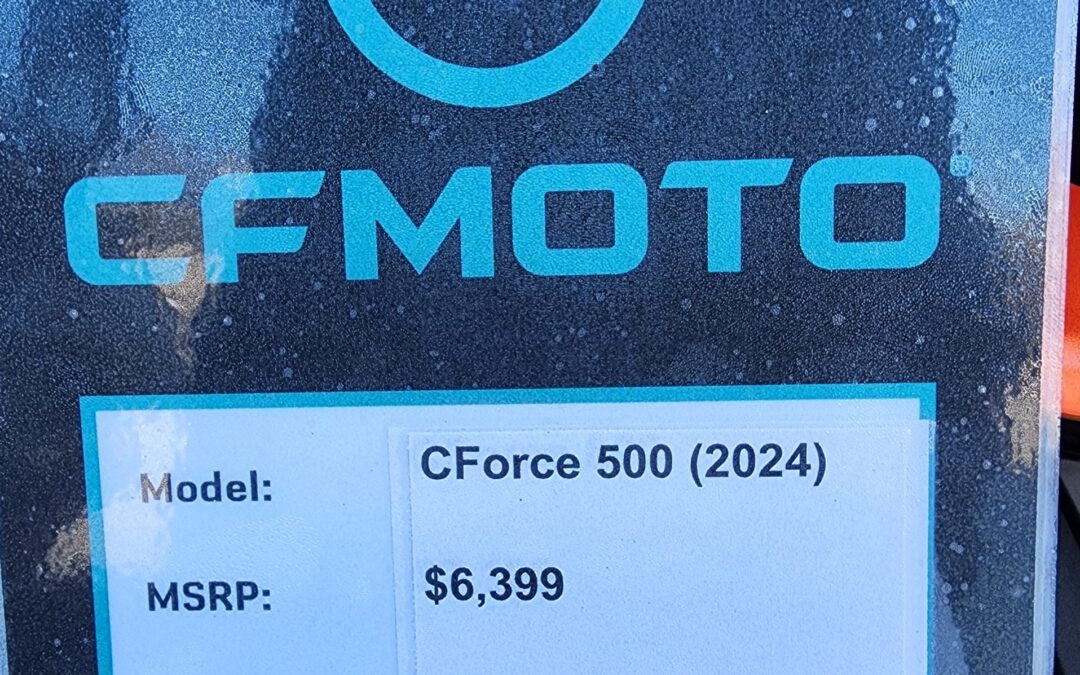 CFMOTO®
Model: CForce 500 (2024)
MSRP: $6,399